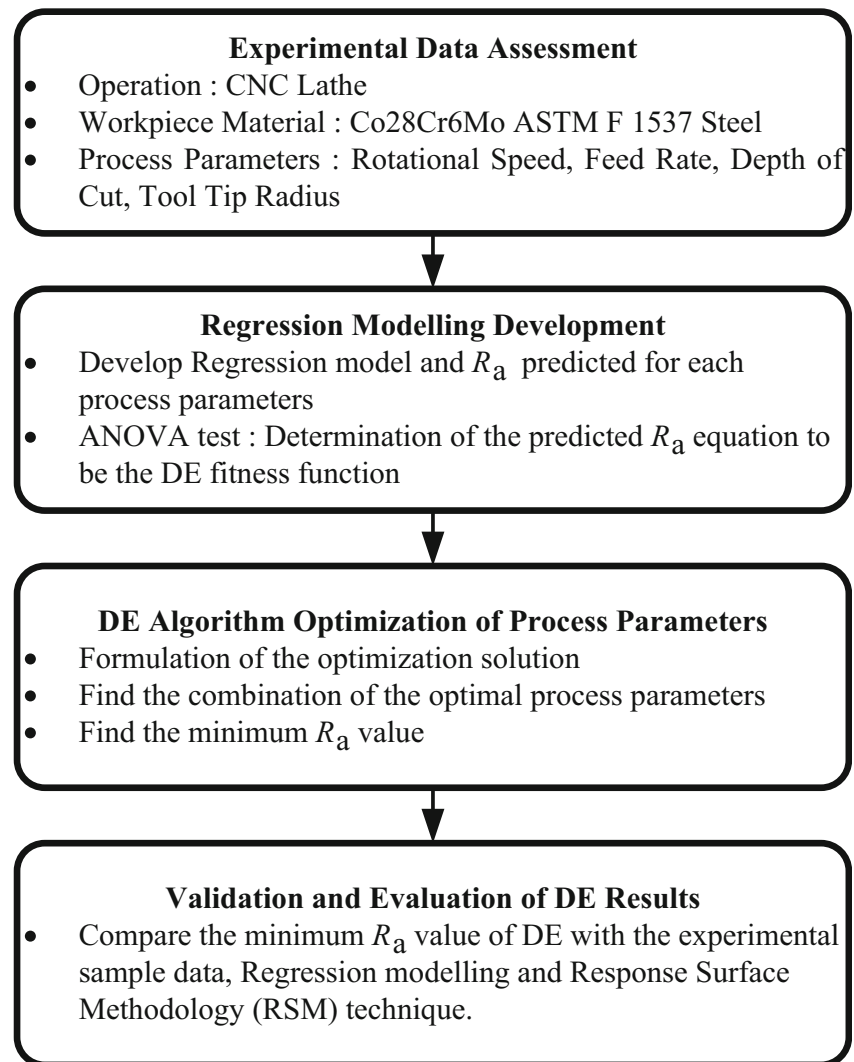 Experimental Data Assessment
• Operation : CNC Lathe
• Workpiece Material : Co28Cr6Mo ASTM F 1537 Steel
• Process Parameters : Rotational Speed, Feed Rate, Depth of
Cut, Tool Tip Radius
Regression Modelling Development
• Develop Regression model and Ra predicted for each
process parameters
• ANOVA test : Determination of the predicted Ra equation to
be the DE fitness function
DE Algorithm Optimization of Process Parameters
• Formulation of the optimization solution
• Find the combination of the optimal process parameters
• Find the minimum Ra value
Validation and Evaluation of DE Results
• Compare the minimum Ra value of DE with the experimental
sample data, Regression modelling and Response Surface
Methodology (RSM) technique.